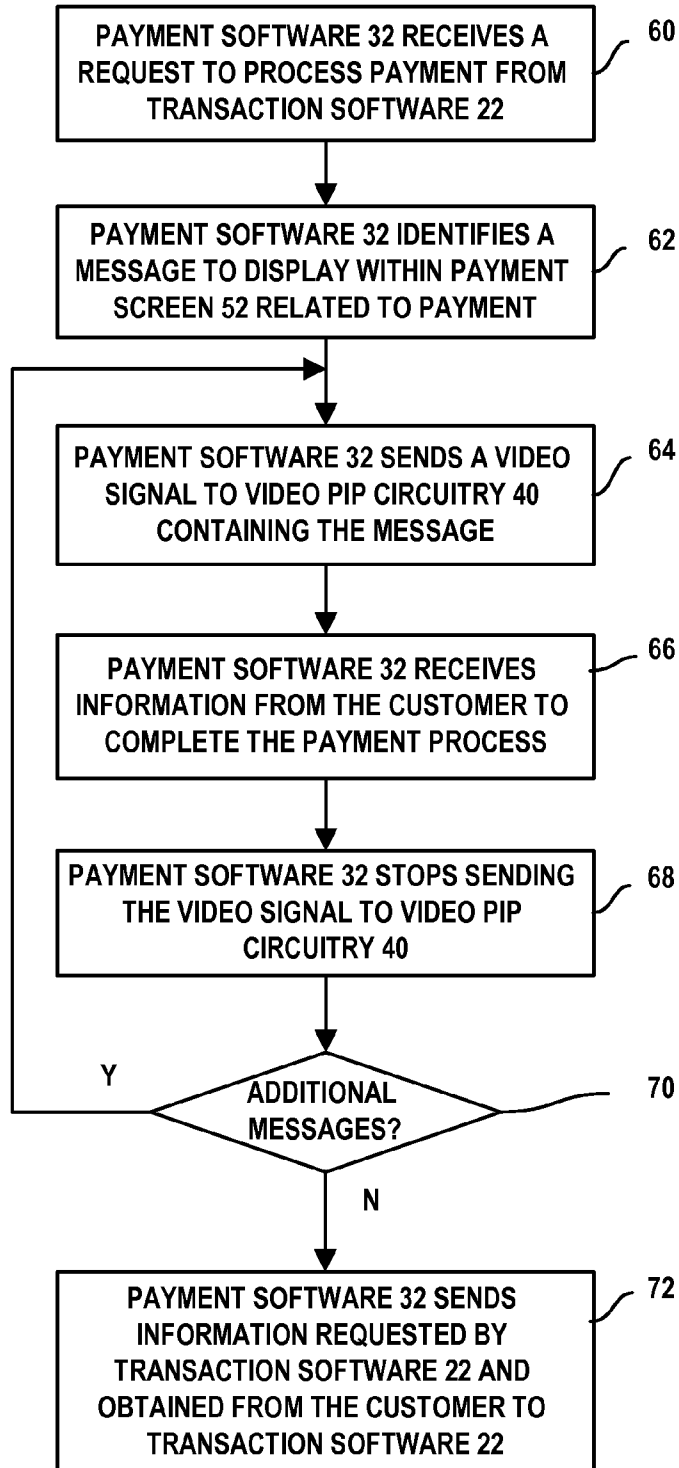 PAYMENT SOFTWARE 32 RECEIVES A
REQUEST TO PROCESS PAYMENT FROM
TRANSACTION SOFTWARE 22
60
PAYMENT SOFTWARE 32 IDENTIFIES A
MESSAGE TO DISPLAY WITHIN PAYMENT
SCREEN 52 RELATED TO PAYMENT
62
PAYMENT SOFTWARE 32 SENDS A VIDEO
SIGNAL TO VIDEO PIP CIRCUITRY 40
CONTAINING THE MESSAGE
64
PAYMENT SOFTWARE 32 RECEIVES
INFORMATION FROM THE CUSTOMER TO
COMPLETE THE PAYMENT PROCESS
66
PAYMENT SOFTWARE 32 STOPS SENDING
THE VIDEO SIGNAL TO VIDEO PIP
CIRCUITRY 40
68
Y
ADDITIONAL
MESSAGES?
70
N
PAYMENT SOFTWARE 32 SENDS
INFORMATION REQUESTED BY
TRANSACTION SOFTWARE 22 AND
OBTAINED FROM THE CUSTOMER TO
TRANSACTION SOFTWARE 22
72